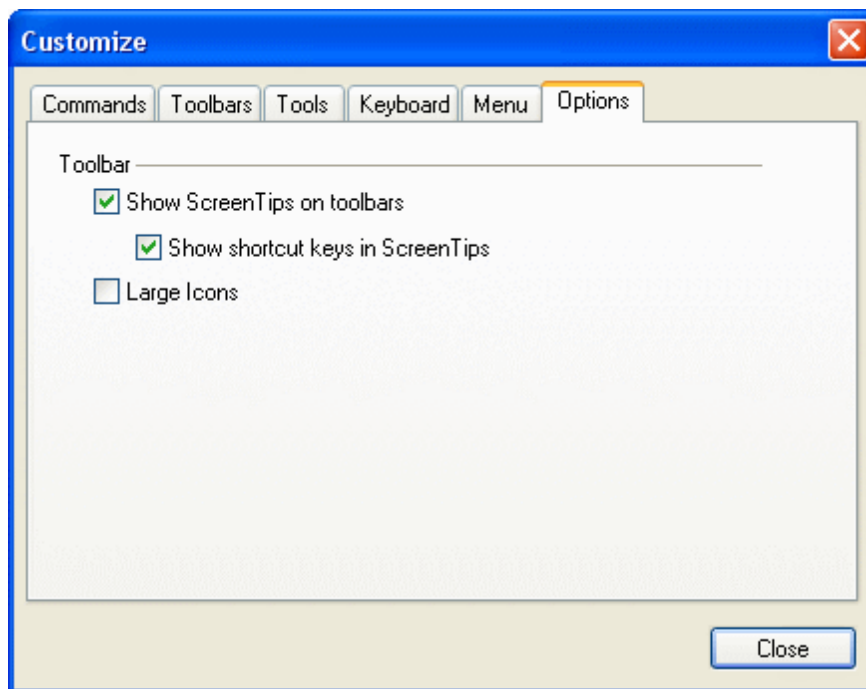 Customize
Commands Toolbars Tools Keyboard Menu Options
Toolbar
Show ScreenTips on toolbars
Show shortcut keys in ScreenTips
Large Icons
Close